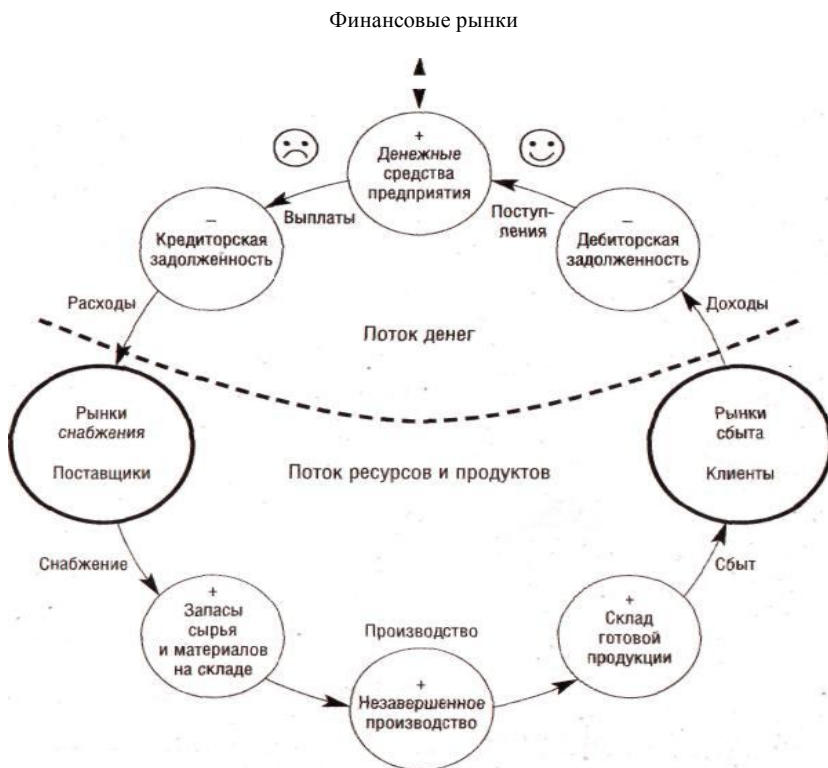 Финансовые рынки
+
Денежные
средства
предприятия
Выплаты
Поступ-
ления
–
Кредиторская
задолженность
–
Дебиторская
задолженность
Расходы
Доходы
Поток денег
Рынки
снабжения
Поставщики
Рынки
сбыта
Клиенты
Поток ресурсов и продуктов
Снабжение
Сбыт
+
Запасы
сырья
и материалов
на складе
Производство
+
Незавершенное
производство
+
Склад
готовой
продукции